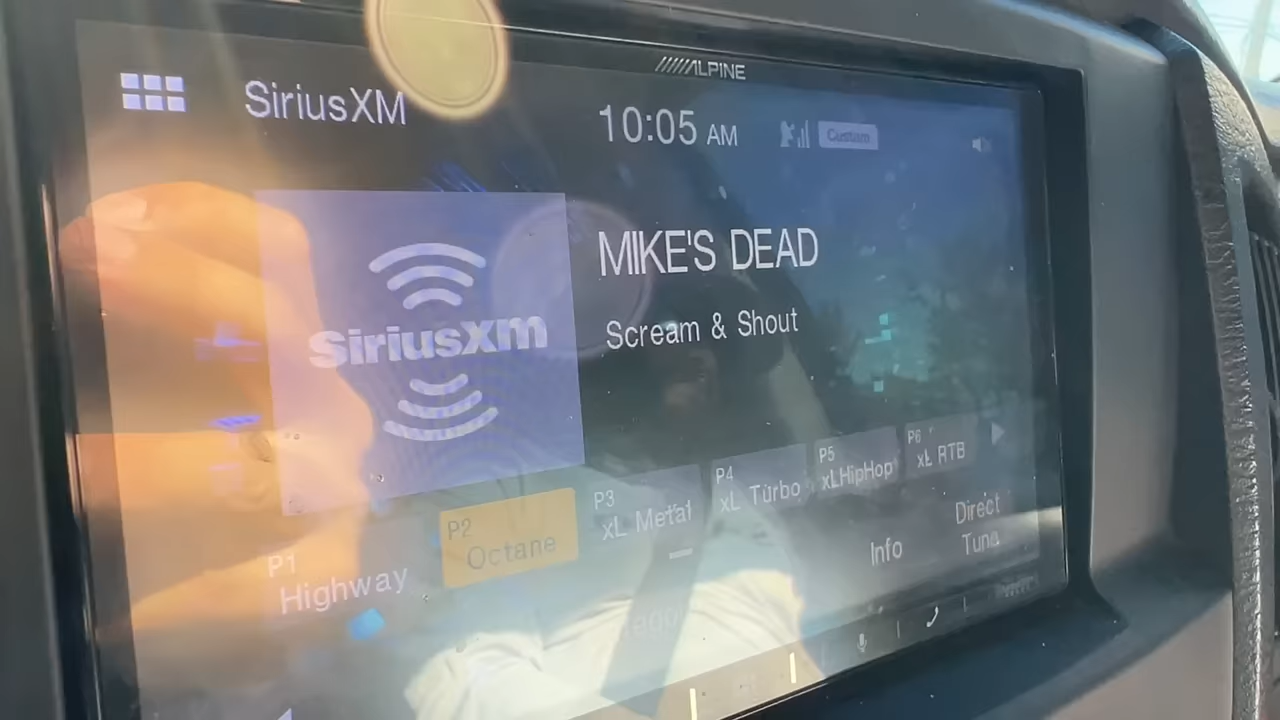 ALPINE
SiriusXM
10:05 AM
Custom
SiriusXm
MIKE'S DEAD
Scream & Shout
P1
Highway
P2
Octane
P3
xL Metal
P4
xL Turbo
P5
xLHipHop
P6
xL RTB
Info
Direct
Tune